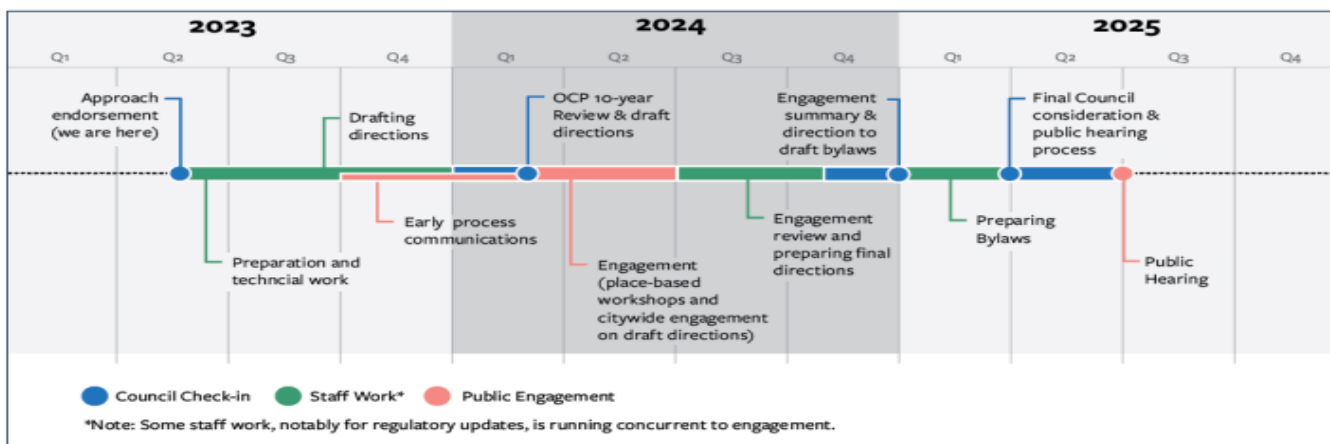 2023
2024
2025
Q1
Q2
Q3
Q4
Q1
Q2
Q3
Q4
Q1
Q2
Q3
Q4
Approach
endorsement
(we are here)
Drafting
directions
OCP 10-year
Review & draft
directions
Engagement
summary &
direction to
draft bylaws
Final Council
consideration &
public hearing
process
Preparation and
techncial work
Early process
communications
Engagement
(place-based
workshops and
citywide engagement
on draft directions)
Engagement
review and
preparing final
directions
Preparing
Bylaws
Public
Hearing
Council Check-in
Staff Work*
Public Engagement
*Note: Some staff work, notably for regulatory updates, is running concurrent to engagement.